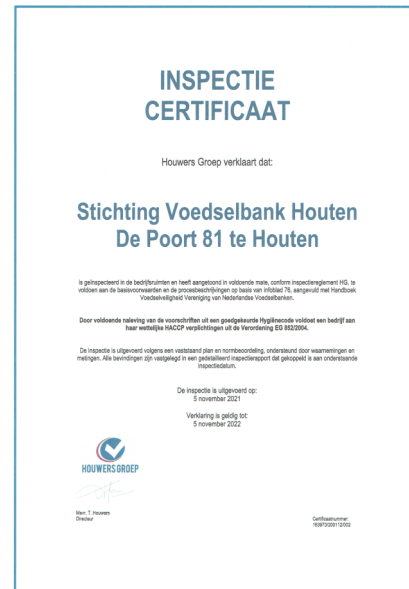 INSPECTIE
CERTIFICAAT
Houwers Groep verklaart dat:
Stichting Voedselbank Houten
De Poort 81 te Houten
is geïnspecteerd in de bedrijfsruimten en heeft aangetoond in voldoende mate, conform inspectiereglement HG, te
voldoen aan de basisvoorwaarden en de procesbeschrijvingen op basis van infoblad 76, aangevuld met Handboek
Voedselveiligheid Vereniging van Nederlandse Voedselbanken.
Door voldoende naleving van de voorschriften uit een goedgekeurde Hygiënecode voldoet een bedrijf aan
haar wettelijke HACCP verplichtingen uit de Verordening EG 852/2004.
De inspectie is uitgevoerd volgens een vaststaand plan en normbeoordeling, ondersteund door waarnemingen en
metingen. Alle bevindingen zijn vastgelegd in een gedetailleerd inspectierapport dat gekoppeld is aan onderstaande
inspectiedatum.
De inspectie is uitgevoerd op:
5 november 2021
Verklaring is geldig tot:
5 november 2022
HOUWERS GROEP
Mevr. T. Houwers
Directeur
Certificaatnummer:
163973/200112/002